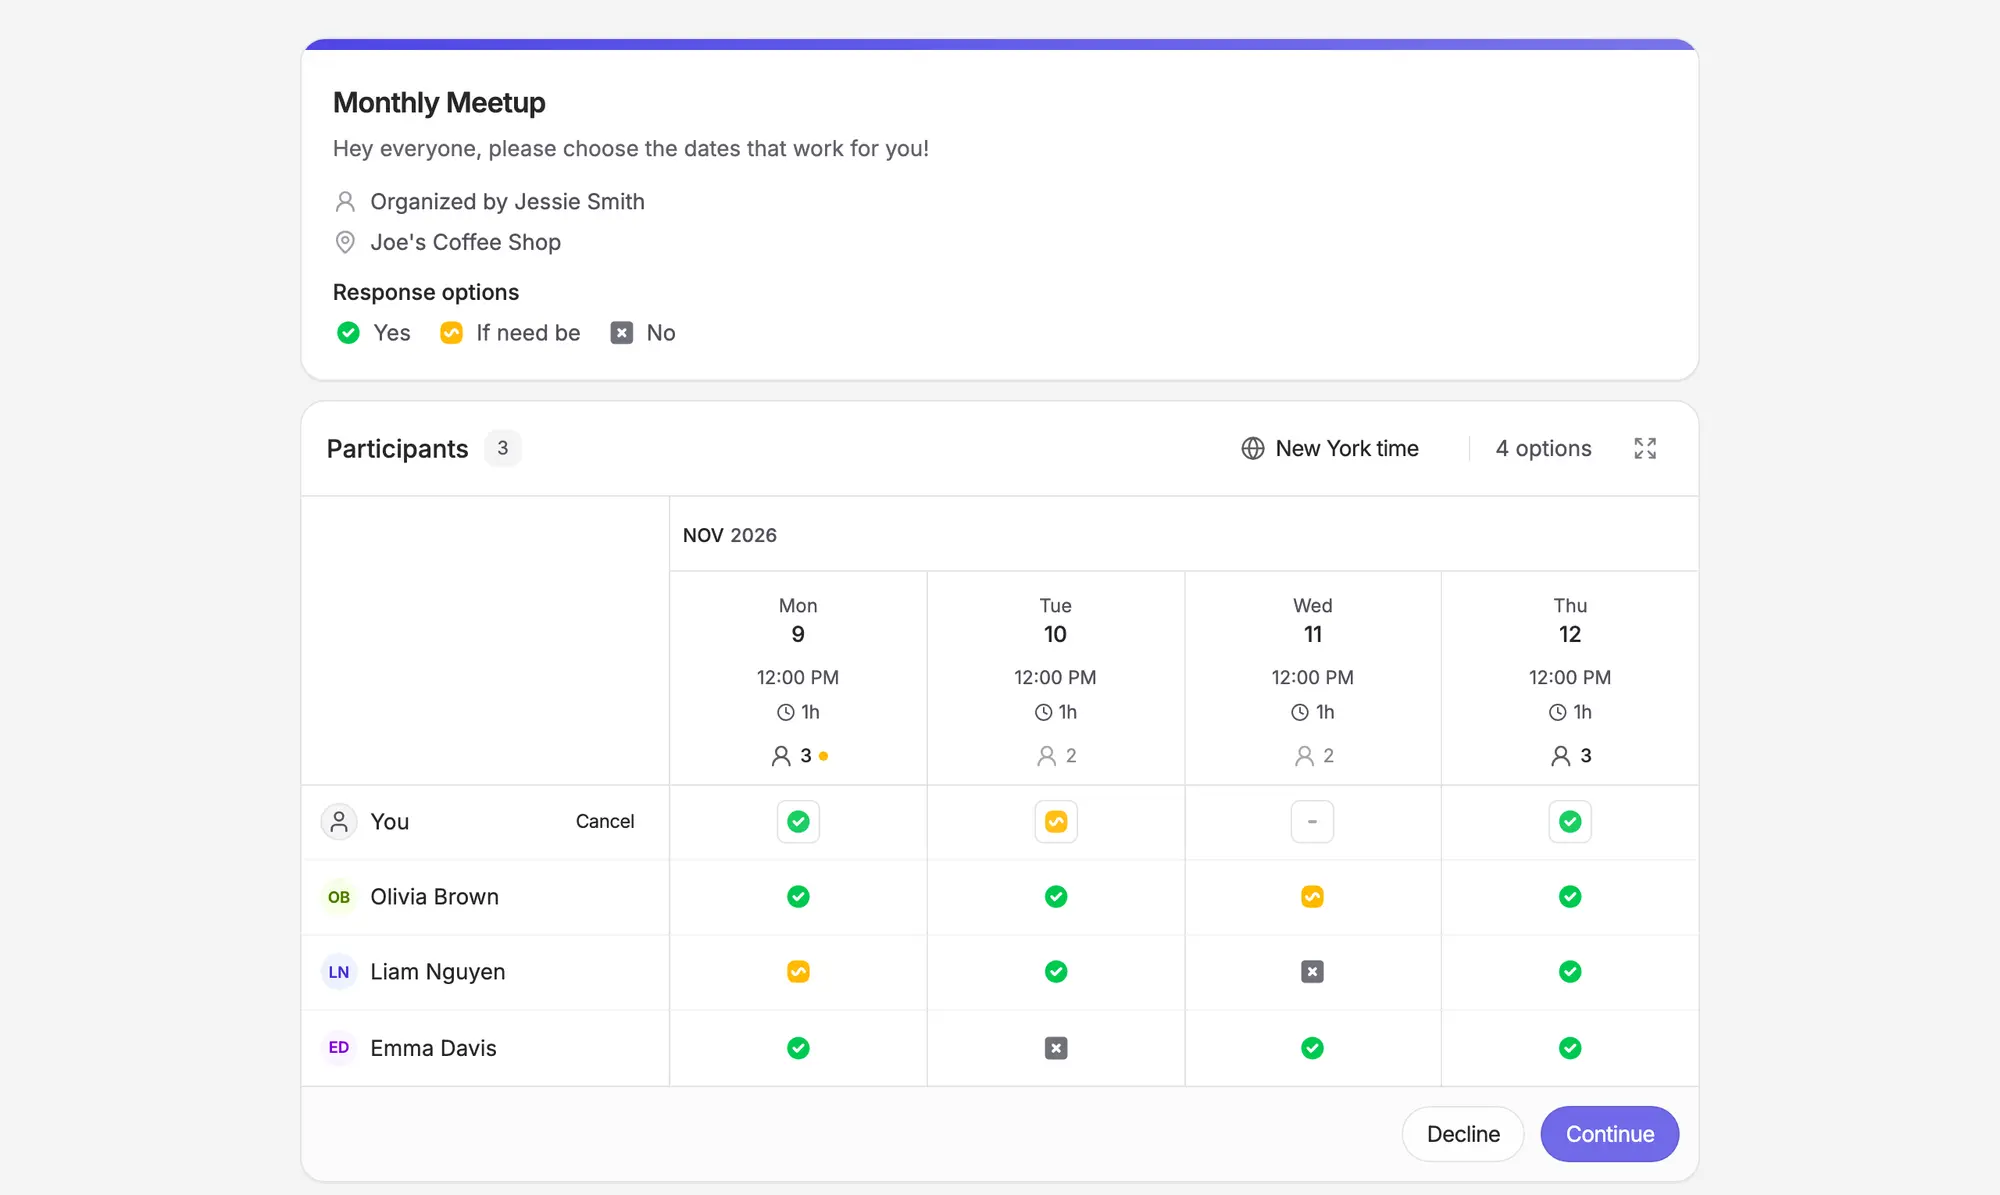 Monthly Meetup
Hey everyone, please choose the dates that work for you!
Organized by Jessie Smith
Joe's Coffee Shop
Response options
Yes If need be No
Participants 3 New York time 4 options
NOV 2026
Mon Tue Wed Thu
9 10 11 12
12:00 PM 12:00 PM 12:00 PM 12:00 PM
1h 1h 1h 1h
3 2 2 3
You Cancel -
OB Olivia Brown
LN Liam Nguyen
ED Emma Davis
Decline Continue